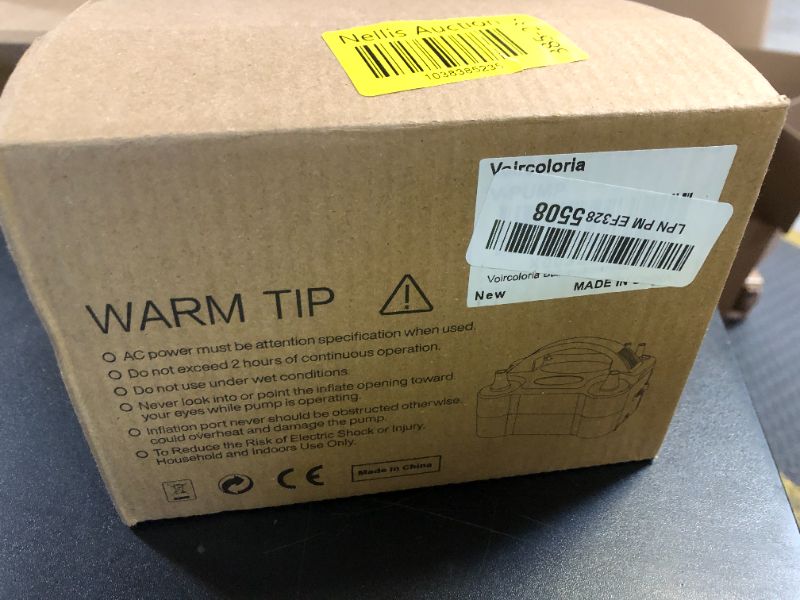 Nellis Auction
1038385235
Voircoloria
LPN PM EF3285508
Voircoloria
New
MADE IN
WARM TIP
AC power must be attention specification when used.
Do not exceed 2 hours of continuous operation.
Do not use under wet conditions.
Never look into or point the inflate opening toward
your eyes while pump is operating.
Inflation port never should be obstructed otherwise.
could overheat and damage the pump.
To Reduce the Risk of Electric Shock or Injury.
Household and Indoors Use Only.
CE
Made in China